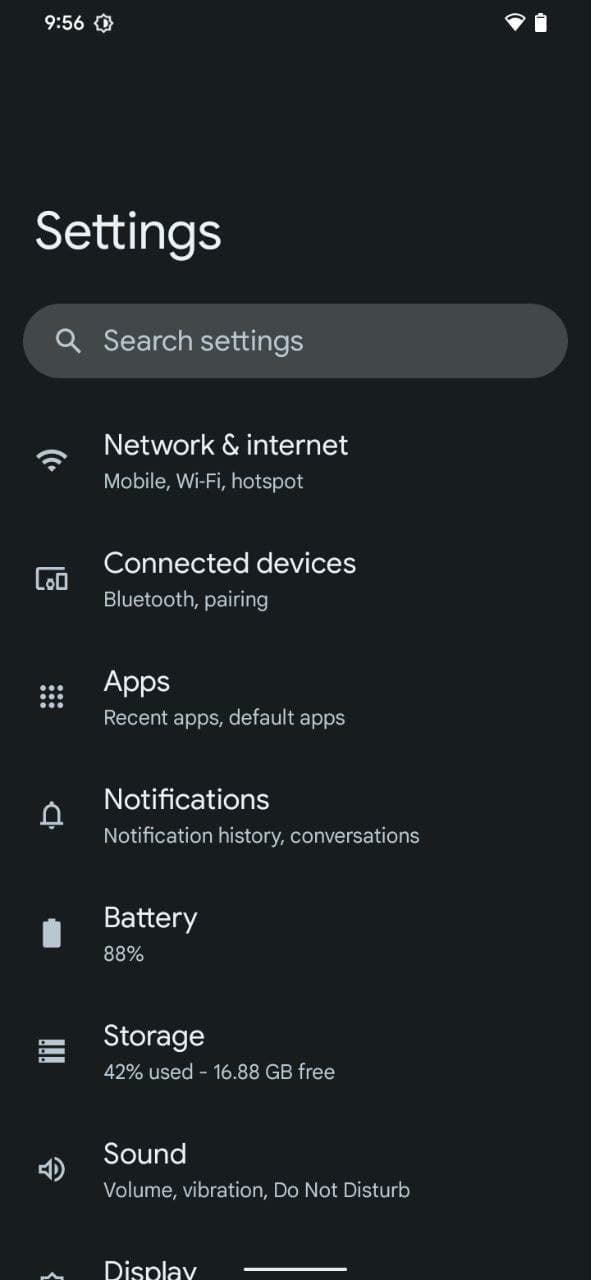 9:56
Settings
Search settings
Network & internet
Mobile, Wi-Fi, hotspot
Connected devices
Bluetooth, pairing
Apps
Recent apps, default apps
Notifications
Notification history, conversations
Battery
88%
Storage
42% used - 16.88 GB free
Sound
Volume, vibration, Do Not Disturb
Display